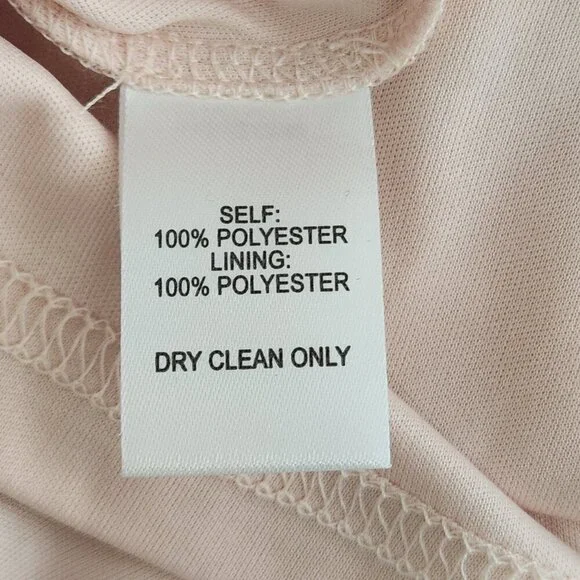 SELF:
100% POLYESTER
LINING:
100% POLYESTER
DRY CLEAN ONLY